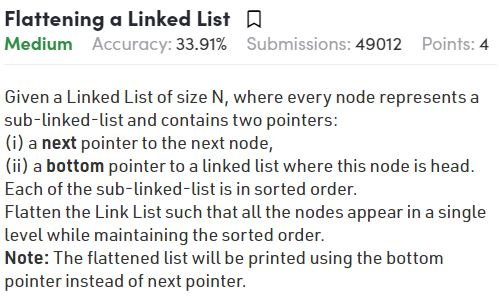 Flattening a Linked List
Medium Accuracy: 33.91% Submissions: 49012 Points: 4
Given a Linked List of size N, where every node represents a
sub-linked-list and contains two pointers:
(i) a next pointer to the next node,
(ii) a bottom pointer to a linked list where this node is head.
Each of the sub-linked-list is in sorted order.
Flatten the Link List such that all the nodes appear in a single
level while maintaining the sorted order.
Note: The flattened list will be printed using the bottom
pointer instead of next pointer.